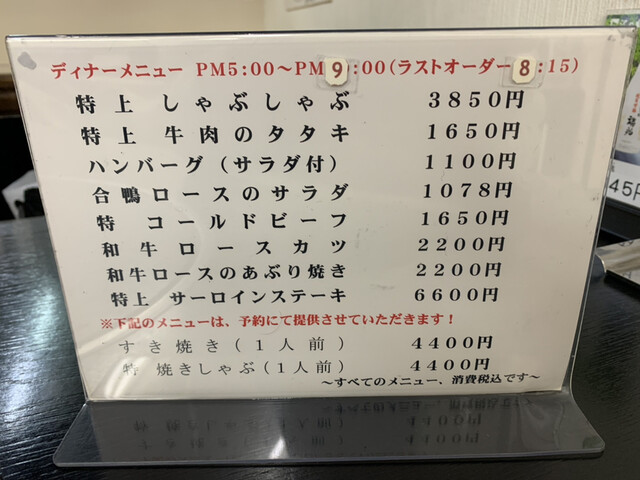 ディナーメニュー PM5:00〜PM9:00(ラストオーダー8:15)
特上 しゃぶしゃぶ 3850円
特上 牛肉のタタキ 1650円
ハンバーグ(サラダ付) 1100円
合鴨ロースのサラダ 1078円
特 コールドビーフ 1650円
和牛ロースカツ 2200円
和牛ロースのあぶり焼き 2200円
特上 サーロインステーキ 6600円
※下記のメニューは、予約にて提供させていただきます!
すき焼き(1人前) 4400円
特 焼きしゃぶ(1人前) 4400円
〜すべてのメニュー、消費税込です〜
45円